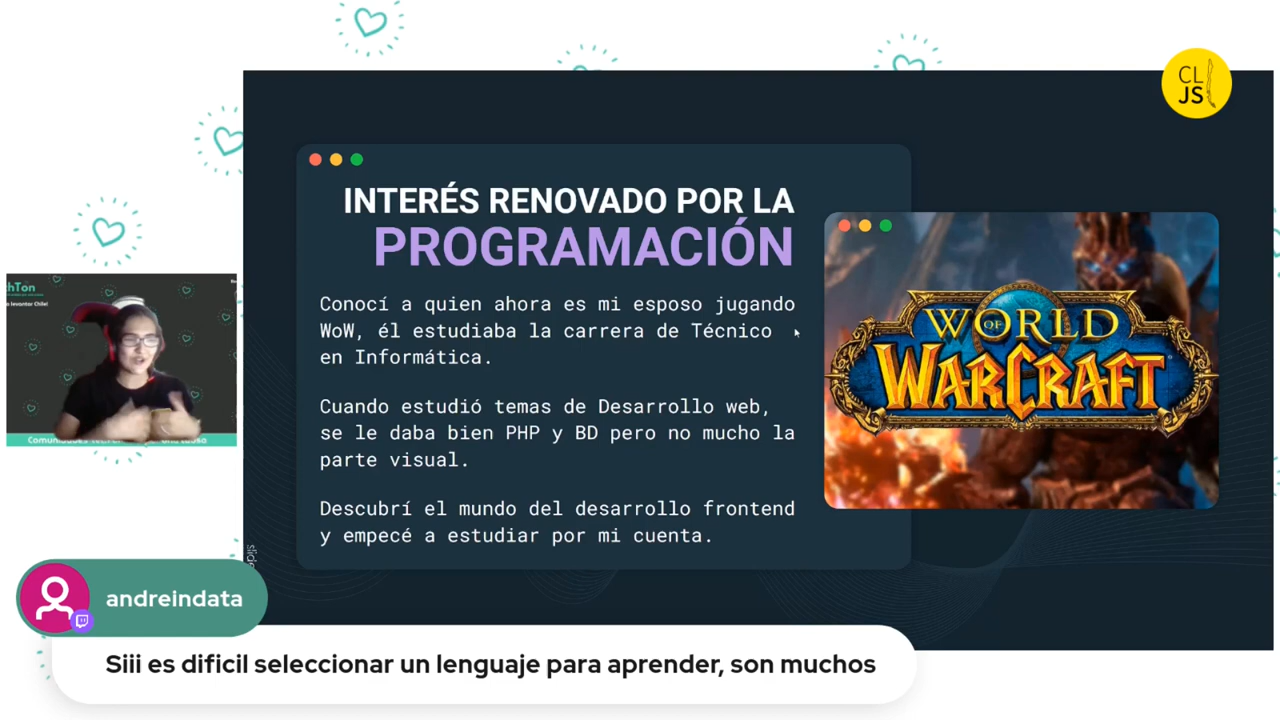 CL
JS
INTERÉS RENOVADO POR LA
PROGRAMACIÓN
Conocí a quien ahora es mi esposo jugando
WoW, él estudiaba la carrera de Técnico
en Informática.
Cuando estudió temas de Desarrollo web,
se le daba bien PHP y BD pero no mucho la
parte visual.
Descubrí el mundo del desarrollo frontend
y empecé a estudiar por mi cuenta.
WORLD
OF
WARCRAFT
hTon
levantar Chile!
andreindata
Siii es dificil seleccionar un lenguaje para aprender, son muchos